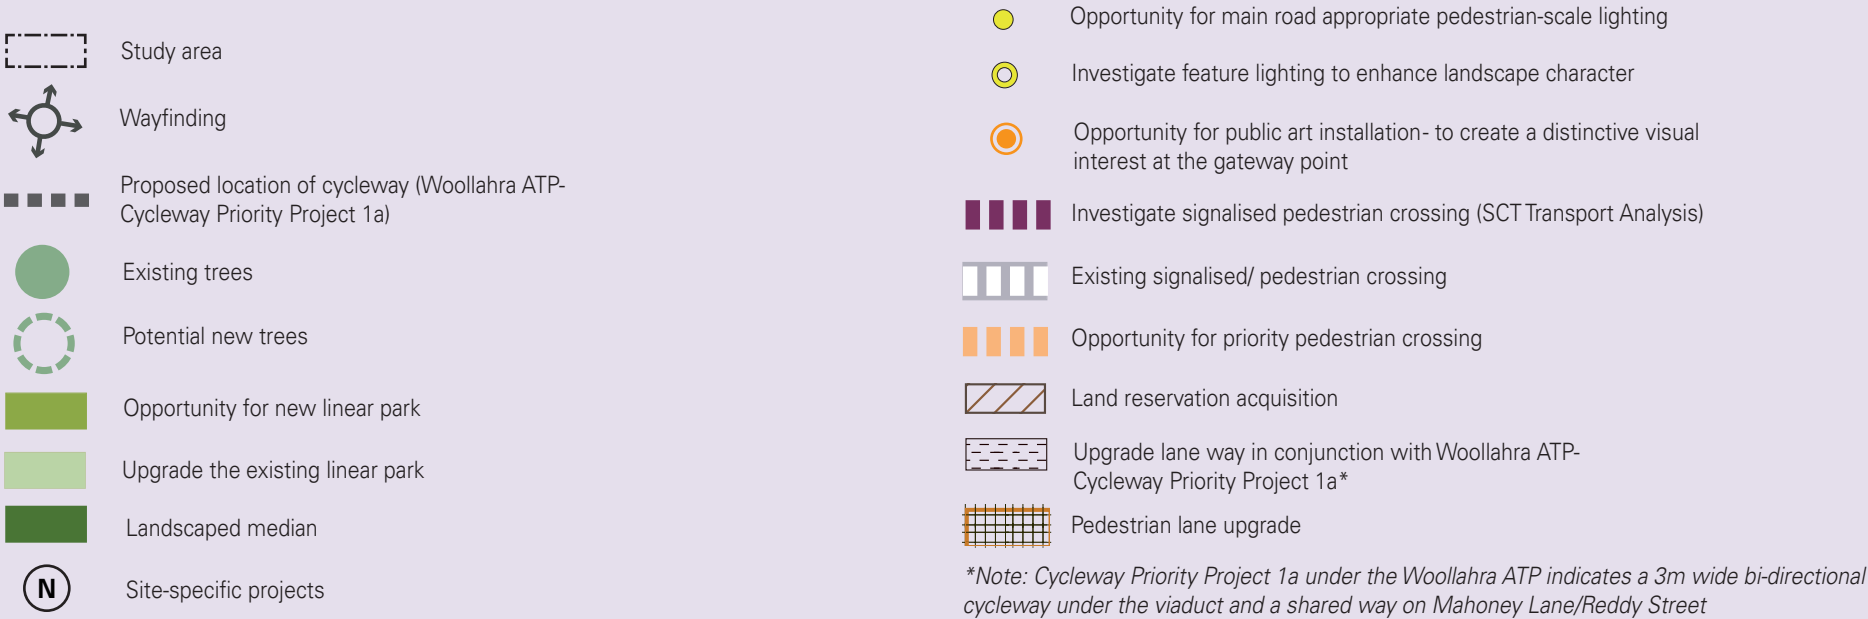 Study area
Wayfinding
Proposed location of cycleway (Woollahra ATP-
Cycleway Priority Project 1a)
Existing trees
Potential new trees
Opportunity for new linear park
Upgrade the existing linear park
Landscaped median
N
Site-specific projects
Opportunity for main road appropriate pedestrian-scale lighting
Investigate feature lighting to enhance landscape character
Opportunity for public art installation- to create a distinctive visual
interest at the gateway point
Investigate signalised pedestrian crossing (SCT Transport Analysis)
Existing signalised/ pedestrian crossing
Opportunity for priority pedestrian crossing
Land reservation acquisition
Upgrade lane way in conjunction with Woollahra ATP-
Cycleway Priority Project 1a*
Pedestrian lane upgrade
*Note: Cycleway Priority Project 1a under the Woollahra ATP indicates a 3m wide bi-directional
cycleway under the viaduct and a shared way on Mahoney Lane/Reddy Street